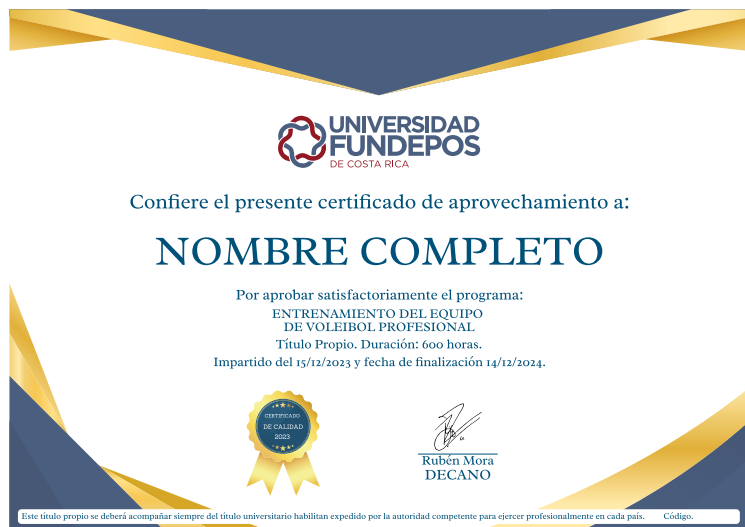 UNIVERSIDAD
FUNDEPOS
DE COSTA RICA
Confiere el presente certificado de aprovechamiento a:
NOMBRE COMPLETO
Por aprobar satisfactoriamente el programa:
ENTRENAMIENTO DEL EQUIPO
DE VOLEIBOL PROFESIONAL
Título Propio. Duración: 600 horas.
Impartido del 15/12/2023 y fecha de finalización 14/12/2024.
CERTIFICADO
DE CALIDAD
2023
Rubén Mora
DECANO
Este título propio se deberá acompañar siempre del título universitario habilitan expedido por la autoridad competente para ejercer profesionalmente en cada país. Código.